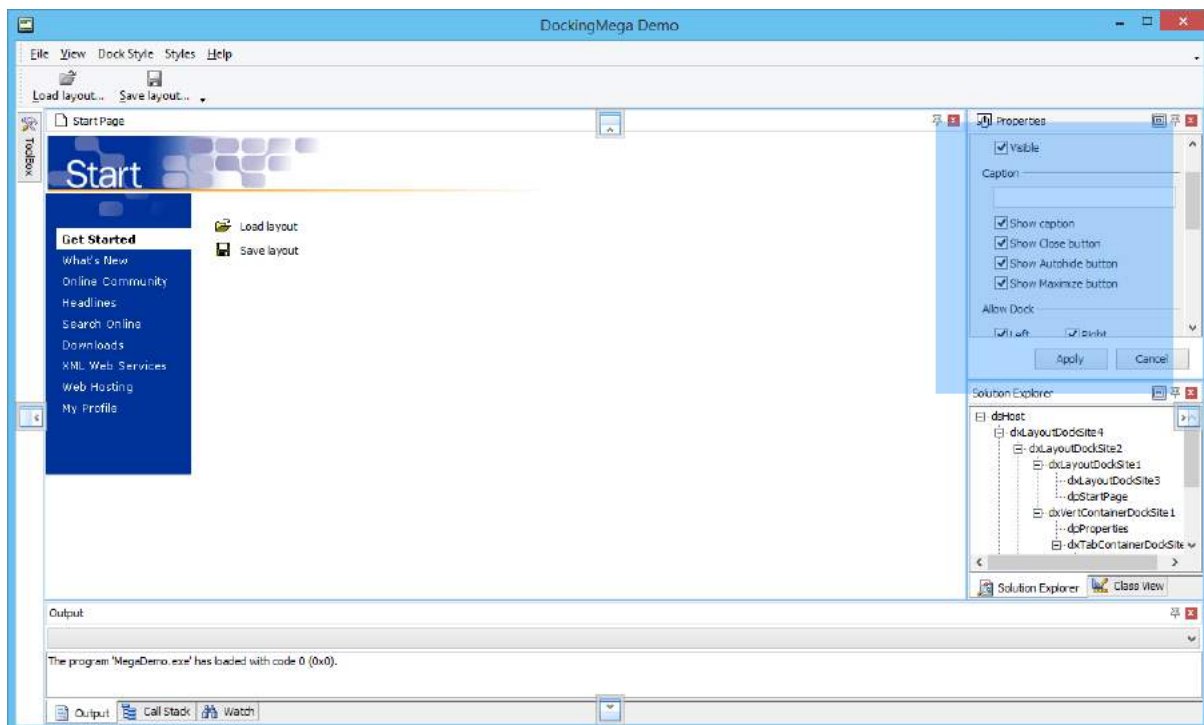 DockingMega Demo
File View Dock Style Styles Help
Load layout... Save layout...
ToolBox
Start Page
Start
Get Started
What's New
Online Community
Headlines
Search Online
Downloads
XML Web Services
Web Hosting
My Profile
Load layout
Save layout
Properties
Visible
Caption
Show caption
Show Close button
Show Autohide button
Show Maximize button
Allow Dock
Left Right
Apply Cancel
Solution Explorer
dsHost
dxLayoutDockSite4
dxLayoutDockSite2
dxLayoutDockSite1
dxLayoutDockSite3
dpStartPage
dxVertContainerDockSite1
dpProperties
dxTabContainerDockSite
Solution Explorer Class View
Output
The program 'MegaDemo.exe' has loaded with code 0 (0x0).
Output Call Stack Watch